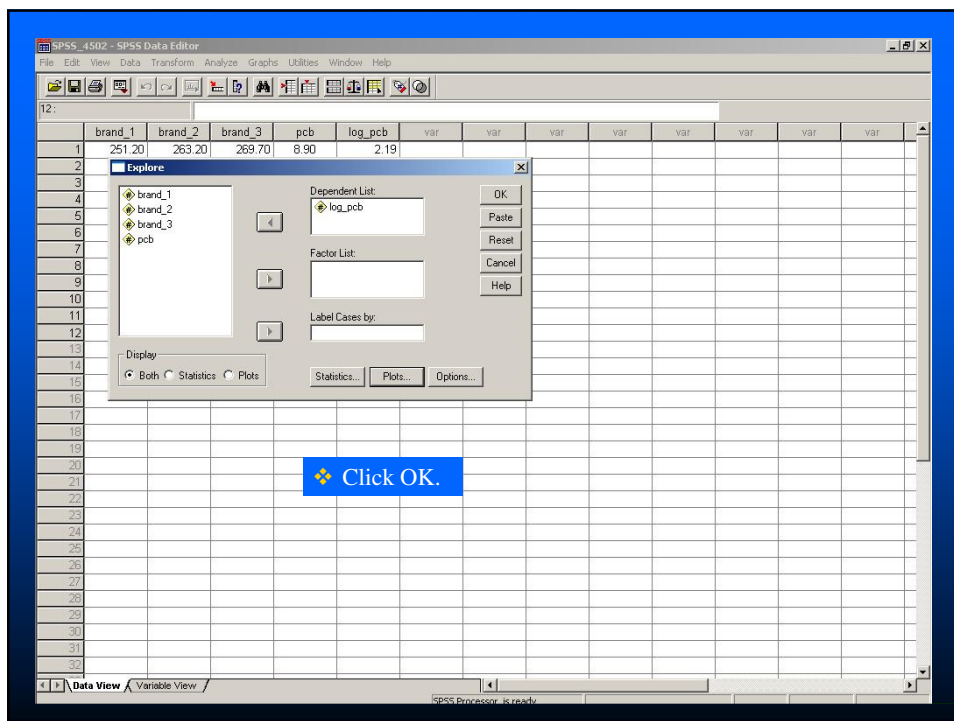 SPSS_4502 - SPSS Data Editor
File Edit View Data Transform Analyze Graphs Utilities Window Help
12 :
brand_1 brand_2 brand_3 pcb log_pcb var var var var var var var var
1 251.20 263.20 269.70 8.90 2.19
2
3
4
5
6
7
8
9
10
11
12
13
14
15
16
17
18
19
20
21
22
23
24
25
26
27
28
29
30
31
32
Explore
brand_1
brand_2
brand_3
pcb
Dependent List:
log_pcb
Factor List:
Label Cases by:
OK
Paste
Reset
Cancel
Help
Display
Both Statistics Plots
Statistics... Plots... Options...
Click OK.
Data View Variable View
SPSS Processor is ready